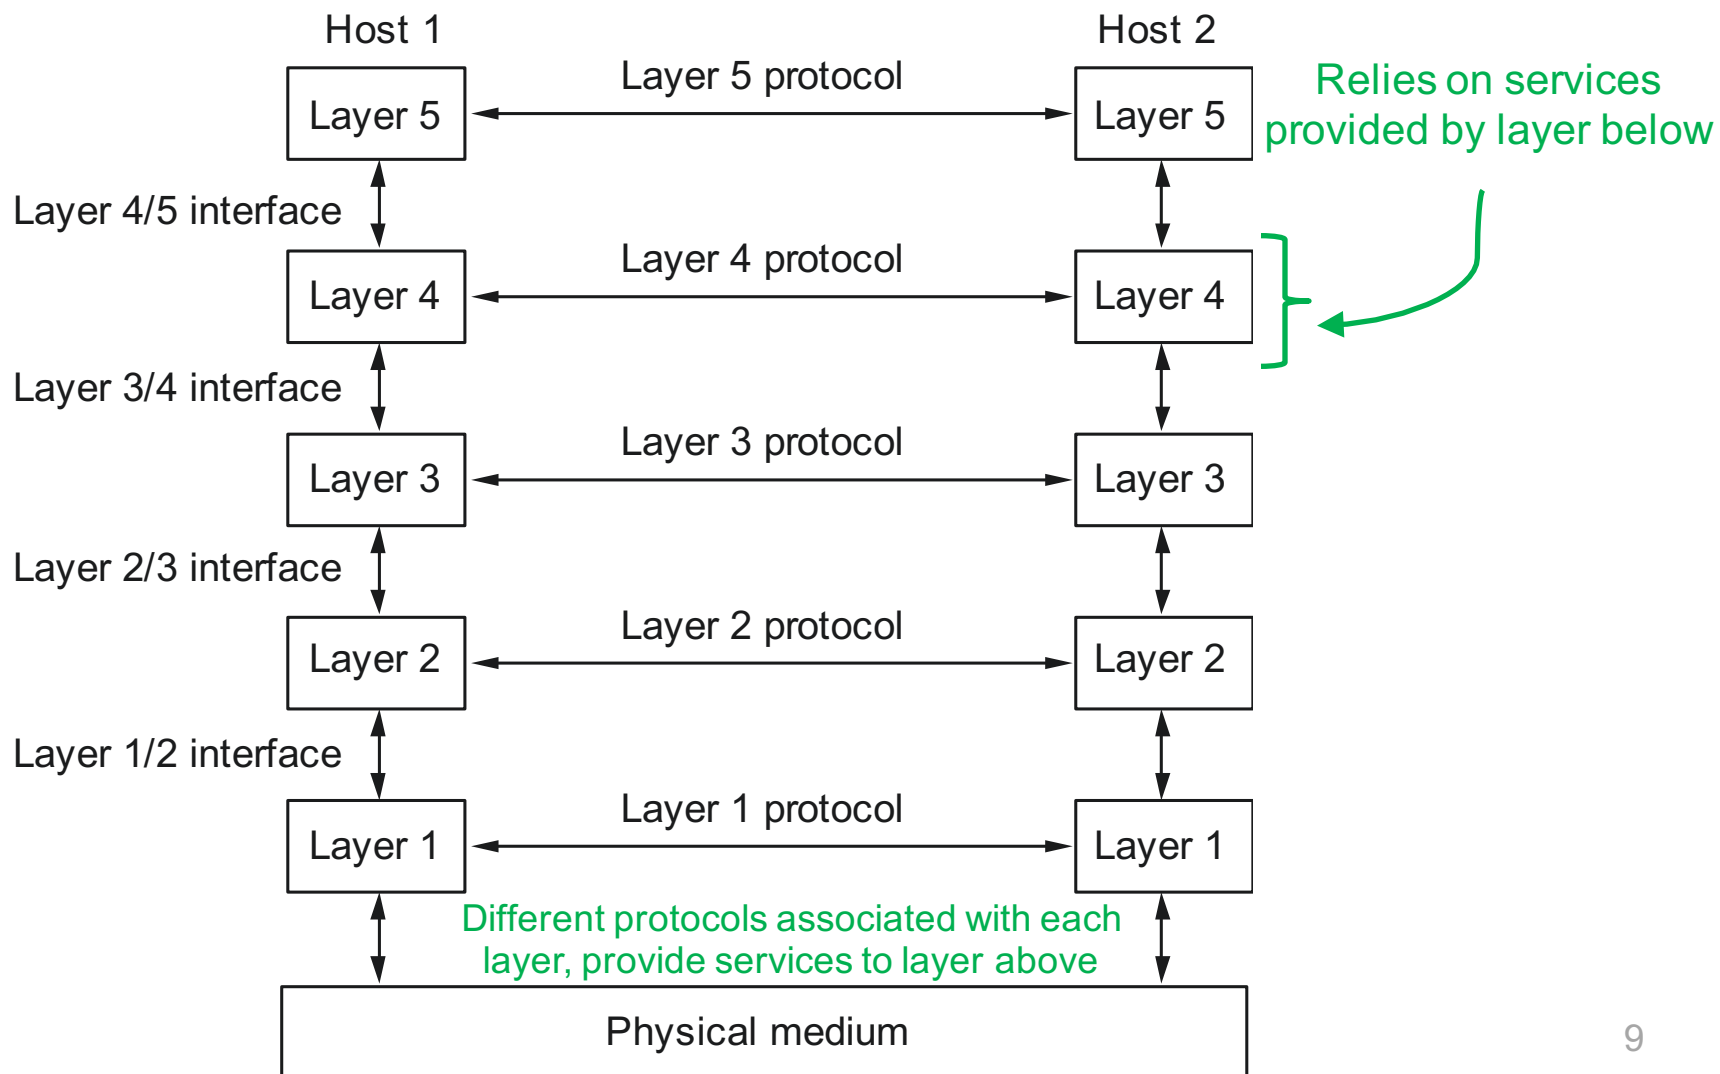 Host 1
Host 2
Layer 5 protocol
Relies on services
provided by layer below
Layer 5
Layer 5
Layer 4/5 interface
Layer 4 protocol
Layer 4
Layer 4
Layer 3/4 interface
Layer 3 protocol
Layer 3
Layer 3
Layer 2/3 interface
Layer 2 protocol
Layer 2
Layer 2
Layer 1/2 interface
Layer 1 protocol
Layer 1
Layer 1
Different protocols associated with each
layer, provide services to layer above
Physical medium
9